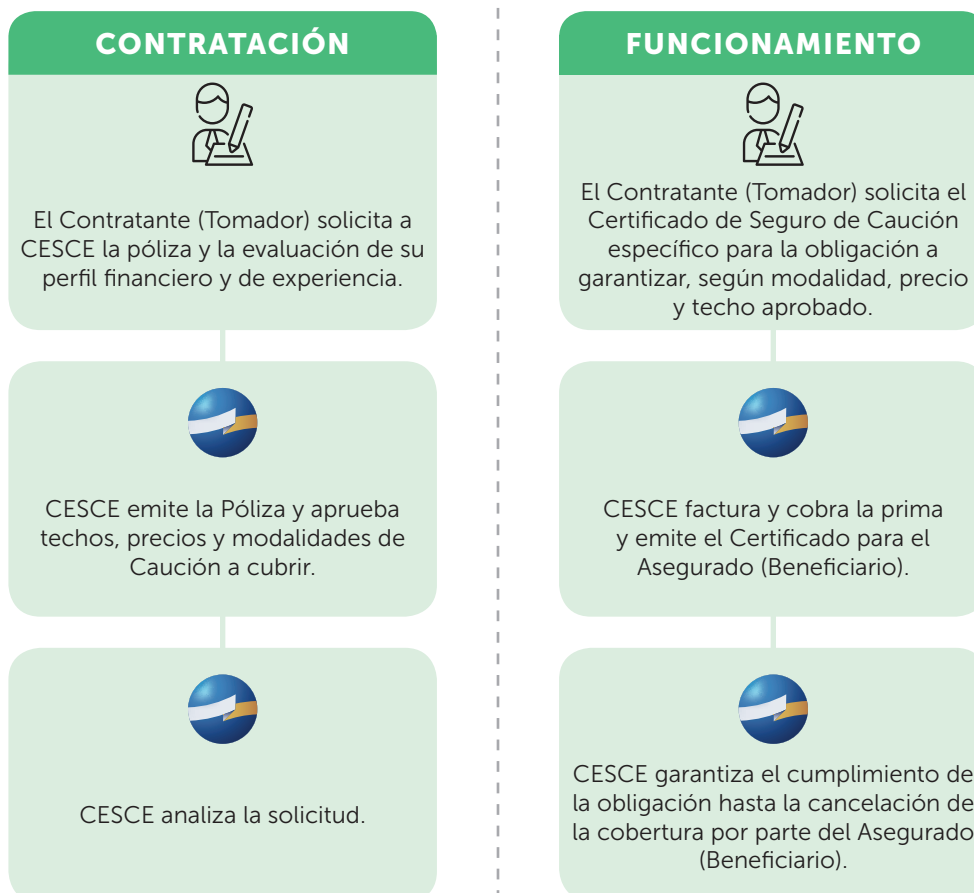 CONTRATACIÓN
El Contratante (Tomador) solicita a
CESCE la póliza y la evaluación de su
perfil financiero y de experiencia.
CESCE emite la Póliza y aprueba
techos, precios y modalidades de
Caución a cubrir.
CESCE analiza la solicitud.
FUNCIONAMIENTO
El Contratante (Tomador) solicita el
Certificado de Seguro de Caución
específico para la obligación a
garantizar, según modalidad, precio
y techo aprobado.
CESCE factura y cobra la prima
y emite el Certificado para el
Asegurado (Beneficiario).
CESCE garantiza el cumplimiento de
la obligación hasta la cancelación de
la cobertura por parte del Asegurado
(Beneficiario).